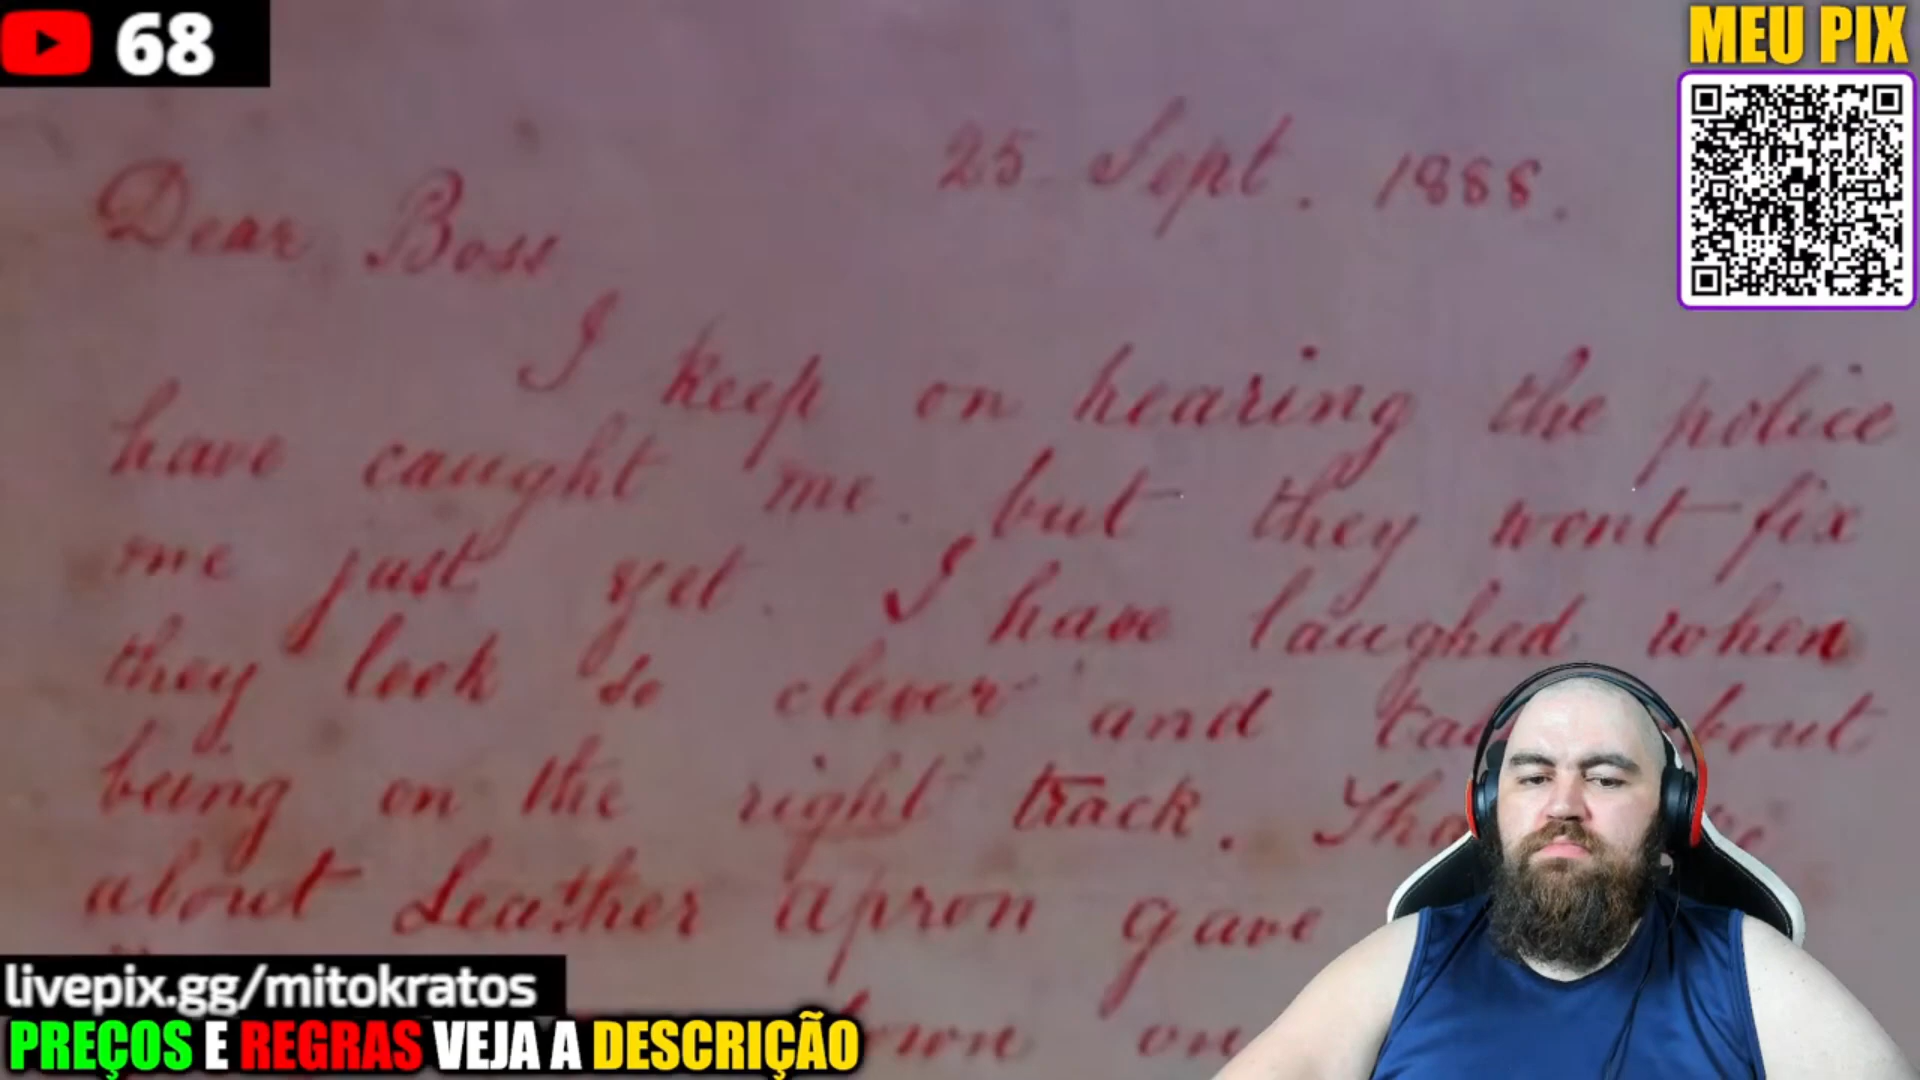 68
MEU PIX
25 Sept. 1888.
Dear Boss
I keep on hearing the police
have caught me. but they wont fix
me just yet. I have laughed when
they look so clever and about
being on the right track.
about Leather apron gave
on
livepix.gg/mitokratos
PREÇOS E REGRAS VEJA A DESCRIÇÃO